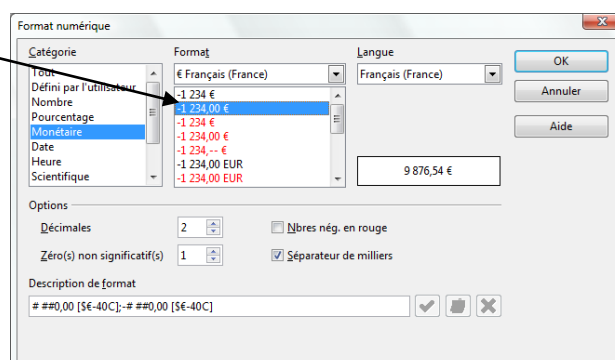 Format numérique
Catégorie
Format
Langue
Tout
Défini par l'utilisateur
Nombre
Pourcentage
Monétaire
Date
Heure
Scientifique
€ Français (France)
-1 234 €
-1 234,00 €
-1 234 €
-1 234,00 €
-1 234,-- €
-1 234,00 EUR
-1 234,00 EUR
Français (France)
9 876,54 €
OK
Annuler
Aide
Options
Décimales
2
Nbres nég. en rouge
Zéro(s) non significatif(s)
1
Séparateur de milliers
Description de format
# ##0,00 [$€-40C];-# ##0,00 [$€-40C]